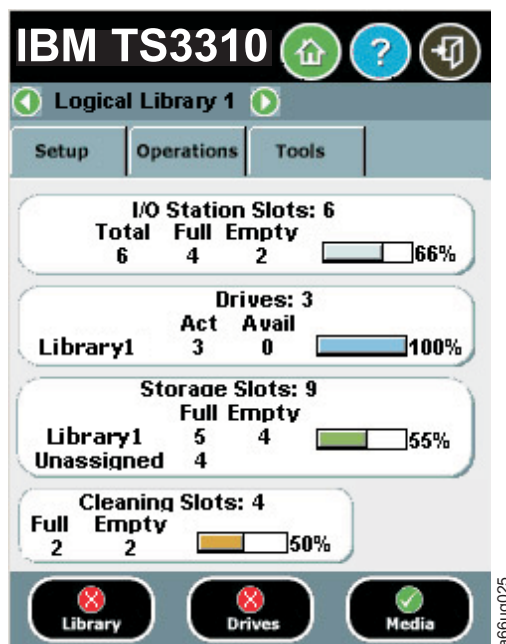 IBM TS3310 ?
Logical Library 1
Setup Operations Tools
I/O Station Slots: 6
Total Full Empty
6 4 2 66%
Drives: 3
Act Avail
Library1 3 0 100%
Storage Slots: 9
Full Empty
Library1 5 4 55%
Unassigned 4
Cleaning Slots: 4
Full Empty
2 2 50%
Library Drives Media